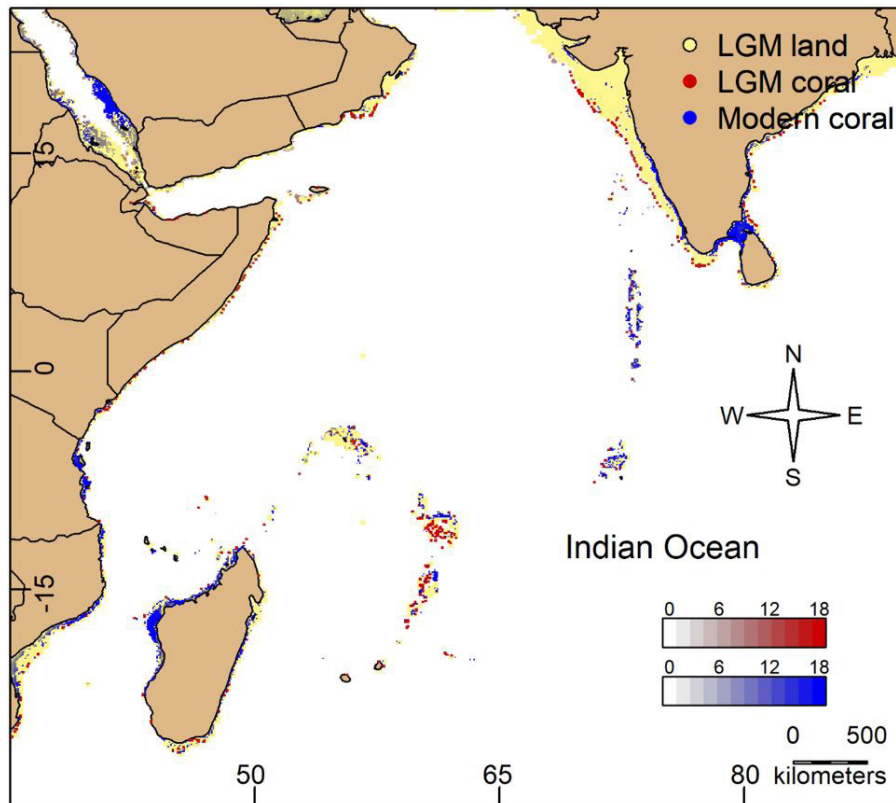 LGM land
LGM coral
Modern coral
15
0
-15
N
W E
S
Indian Ocean
0 6 12 18
0 6 12 18
0 500
kilometers
50 65 80